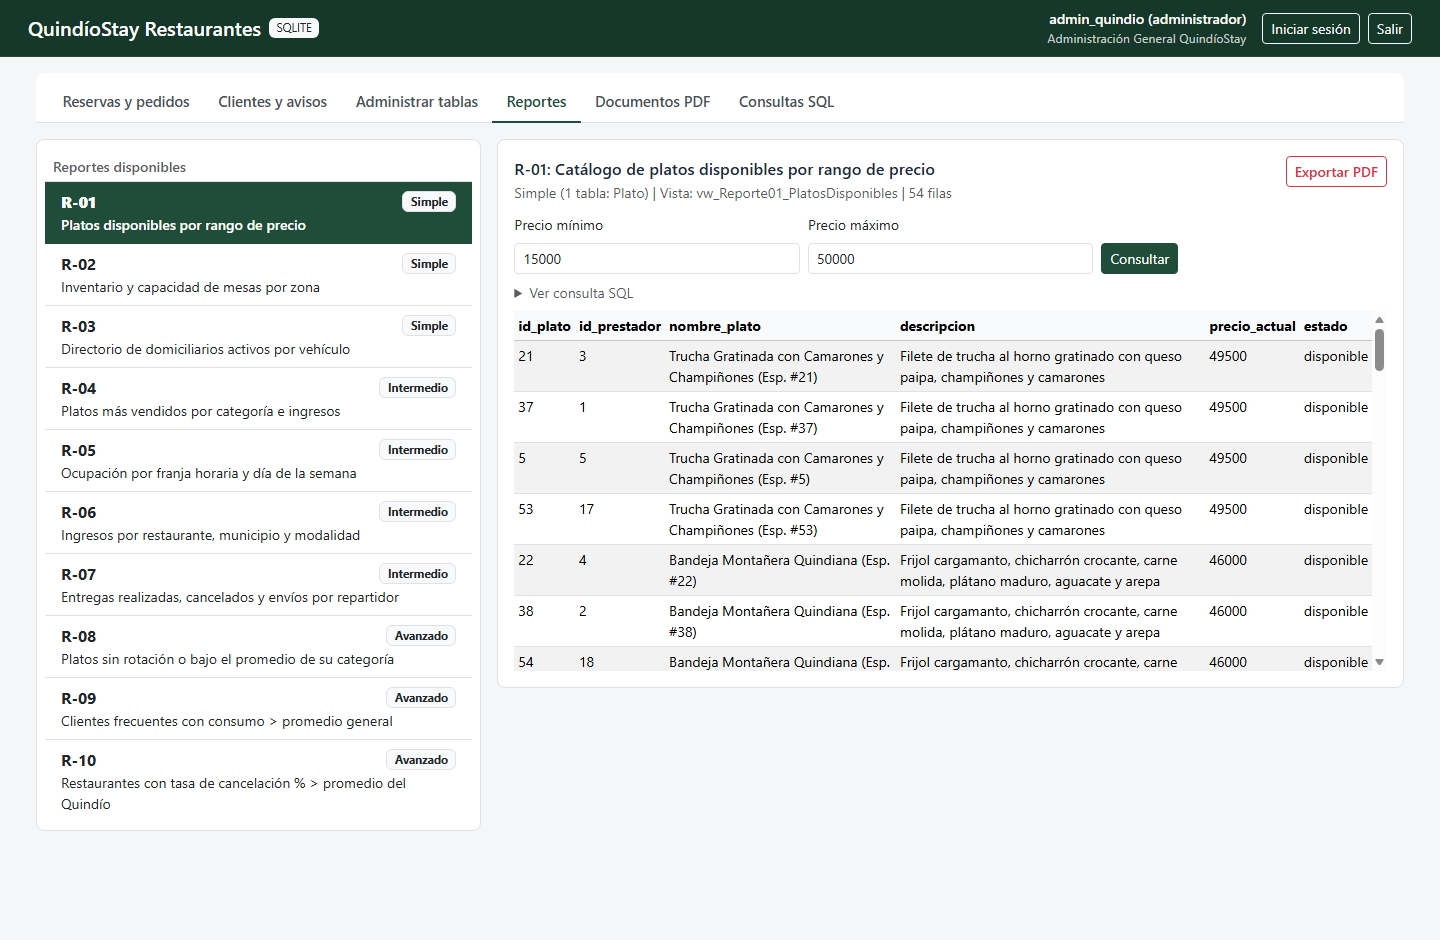 QuindíoStay Restaurantes SQLITE
admin_quindio (administrador)
Administración General QuindíoStay
Iniciar sesión
Salir
Reservas y pedidos
Clientes y avisos
Administrar tablas
Reportes
Documentos PDF
Consultas SQL
Reportes disponibles
R-01 Simple
Platos disponibles por rango de precio
R-02 Simple
Inventario y capacidad de mesas por zona
R-03 Simple
Directorio de domiciliarios activos por vehículo
R-04 Intermedio
Platos más vendidos por categoría e ingresos
R-05 Intermedio
Ocupación por franja horaria y día de la semana
R-06 Intermedio
Ingresos por restaurante, municipio y modalidad
R-07 Intermedio
Entregas realizadas, cancelados y envíos por repartidor
R-08 Avanzado
Platos sin rotación o bajo el promedio de su categoría
R-09 Avanzado
Clientes frecuentes con consumo > promedio general
R-10 Avanzado
Restaurantes con tasa de cancelación % > promedio del
Quindío
R-01: Catálogo de platos disponibles por rango de precio
Simple (1 tabla: Plato) | Vista: vw_Reporte01_PlatosDisponibles | 54 filas
Exportar PDF
Precio mínimo
Precio máximo
15000
50000
Consultar
▶ Ver consulta SQL
id_plato id_prestador nombre_plato descripcion precio_actual estado
21 3 Trucha Gratinada con Camarones y Filete de trucha al horno gratinado con queso 49500 disponible
Champiñones (Esp. #21) paipa, champiñones y camarones
37 1 Trucha Gratinada con Camarones y Filete de trucha al horno gratinado con queso 49500 disponible
Champiñones (Esp. #37) paipa, champiñones y camarones
5 5 Trucha Gratinada con Camarones y Filete de trucha al horno gratinado con queso 49500 disponible
Champiñones (Esp. #5) paipa, champiñones y camarones
53 17 Trucha Gratinada con Camarones y Filete de trucha al horno gratinado con queso 49500 disponible
Champiñones (Esp. #53) paipa, champiñones y camarones
22 4 Bandeja Montañera Quindiana (Esp. Frijol cargamanto, chicharrón crocante, carne 46000 disponible
#22) molida, plátano maduro, aguacate y arepa
38 2 Bandeja Montañera Quindiana (Esp. Frijol cargamanto, chicharrón crocante, carne 46000 disponible
#38) molida, plátano maduro, aguacate y arepa
54 18 Bandeja Montañera Quindiana (Esp. Frijol cargamanto, chicharrón crocante, carne 46000 disponible